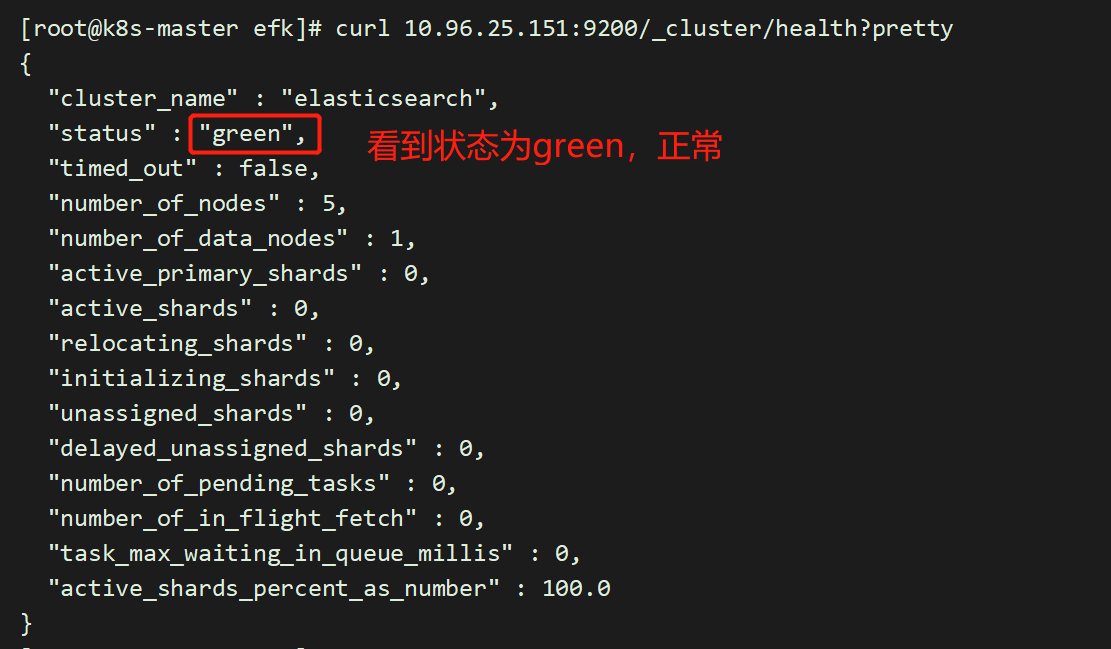 [root@k8s-master efk]# curl 10.96.25.151:9200/_cluster/health?pretty
{
  "cluster_name" : "elasticsearch",
  "status" : "green", 看到状态为green，正常
  "timed_out" : false,
  "number_of_nodes" : 5,
  "number_of_data_nodes" : 1,
  "active_primary_shards" : 0,
  "active_shards" : 0,
  "relocating_shards" : 0,
  "initializing_shards" : 0,
  "unassigned_shards" : 0,
  "delayed_unassigned_shards" : 0,
  "number_of_pending_tasks" : 0,
  "number_of_in_flight_fetch" : 0,
  "task_max_waiting_in_queue_millis" : 0,
  "active_shards_percent_as_number" : 100.0
}